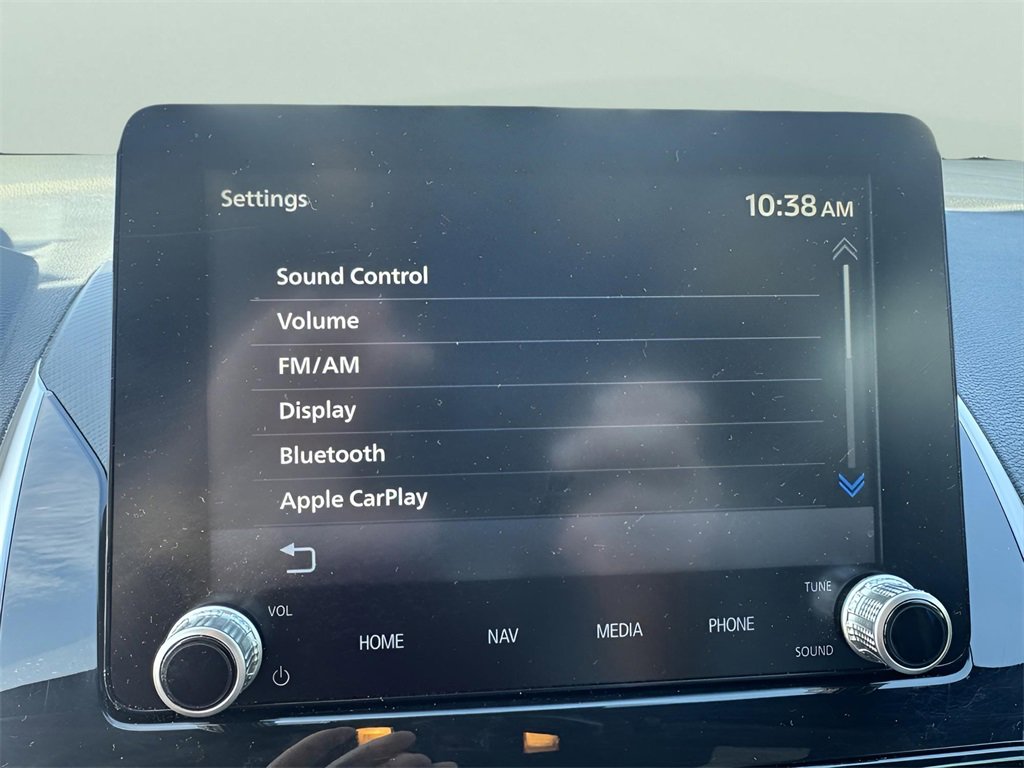 Settings
10:38 AM
Sound Control
Volume
FM/AM
Display
Bluetooth
Apple CarPlay
VOL
HOME
NAV
MEDIA
PHONE
TUNE
SOUND